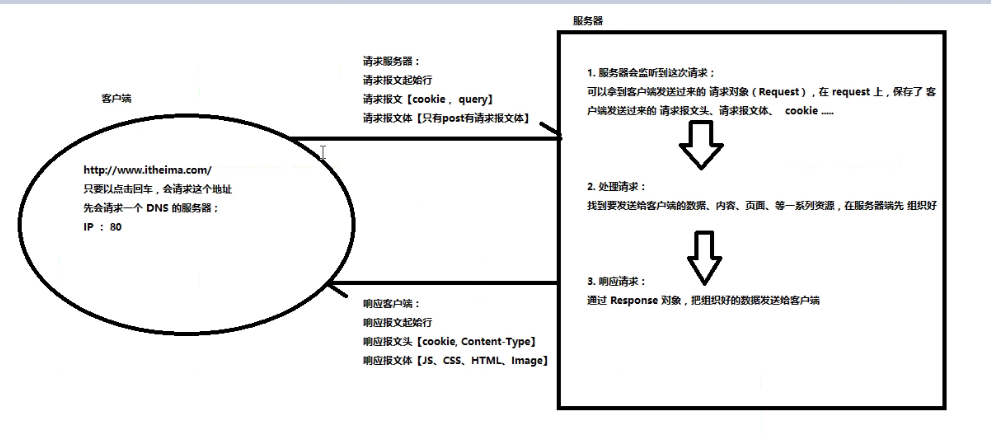 服务器
请求服务器：
请求报文起始行
请求报文【cookie ，query】
请求报文体【只有post有请求报文体】
客户端
http://www.itheima.com/
只要以点击回车，会请求这个地址
先会请求一个 DNS 的服务器；
IP ： 80
1. 服务器会监听到这次请求；
可以拿到客户端发送过来的 请求对象（Request），在 request 上，保存了 客
户端发送过来的 请求报文头、请求报文体、 cookie .....
2. 处理请求：
找到要发送给客户端的数据、内容、页面、等一系列资源，在服务器端先 组织好
3. 响应请求：
通过 Response 对象，把组织好的数据发送给客户端
响应客户端：
响应报文起始行
响应报文头【cookie, Content-Type】
响应报文体【JS、CSS、HTML、Image】